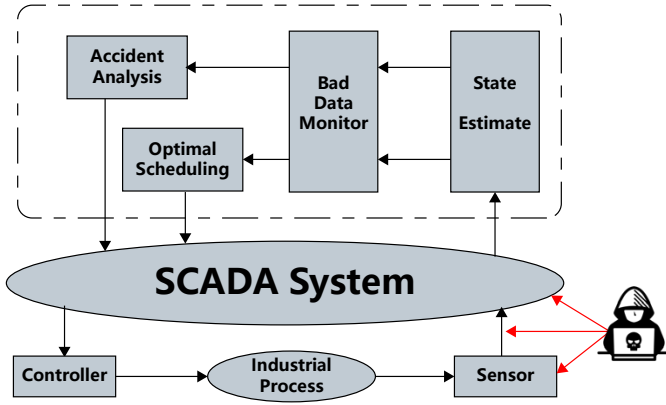 Accident
Analysis
Bad
Data
Monitor
State
Estimate
Optimal
Scheduling
SCADA System
Controller
Industrial
Process
Sensor